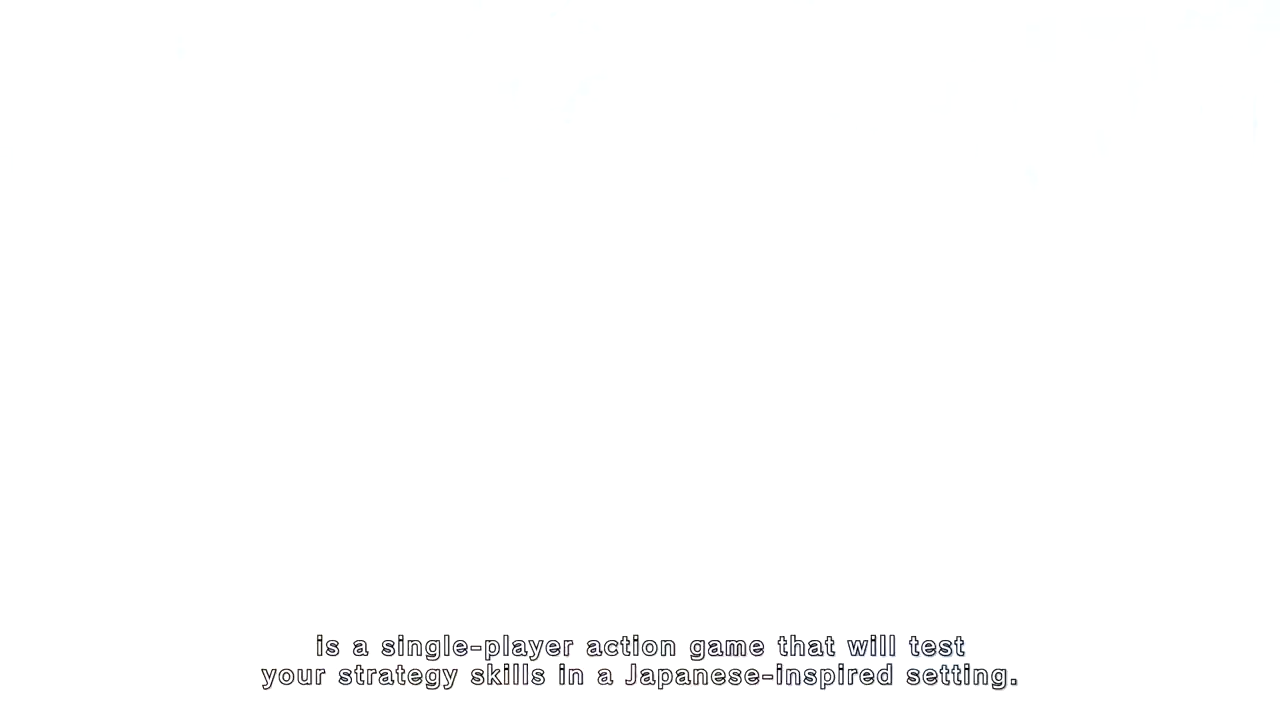 is a single-player action game that will test
your strategy skills in a Japanese-inspired setting.